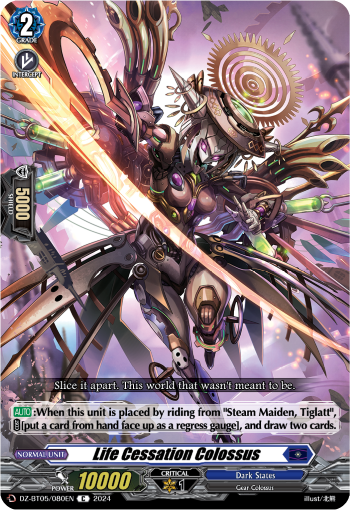 2
GRADE
INTERCEPT
5000
SHIELD
Slice it apart. This world that wasn't meant to be.
AUTO:When this unit is placed by riding from "Steam Maiden, Tiglatt",
[put a card from hand face up as a regress gauge], and draw two cards.
NORMAL UNIT
Life Cessation Colossus
POWER
10000
CRITICAL
1
Dark States
Gear Colossus
DZ-BT05/080EN C 2024
illust/北熊